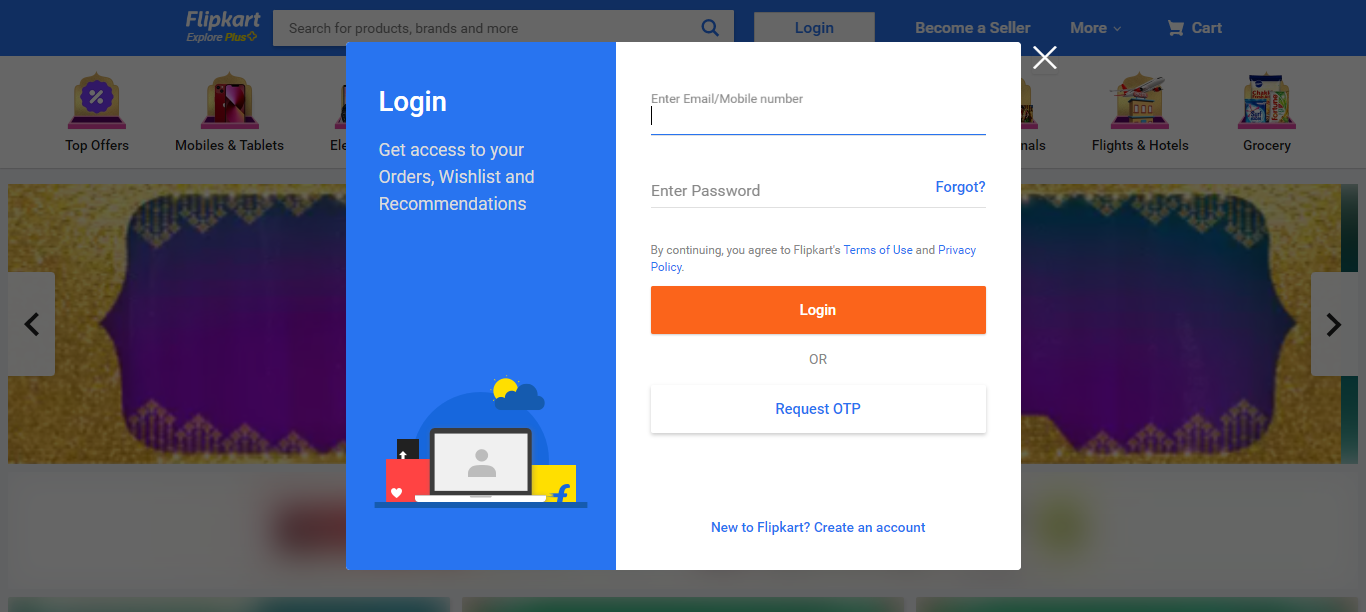 Flipkart
Explore Plus
Search for products, brands and more
Login
Become a Seller
More
Cart
Top Offers
Mobiles & Tablets
Ele
nals
Flights & Hotels
Grocery
Login
Get access to your
Orders, Wishlist and
Recommendations
Enter Email/Mobile number
Enter Password
Forgot?
By continuing, you agree to Flipkart's Terms of Use and Privacy
Policy.
Login
OR
Request OTP
New to Flipkart? Create an account